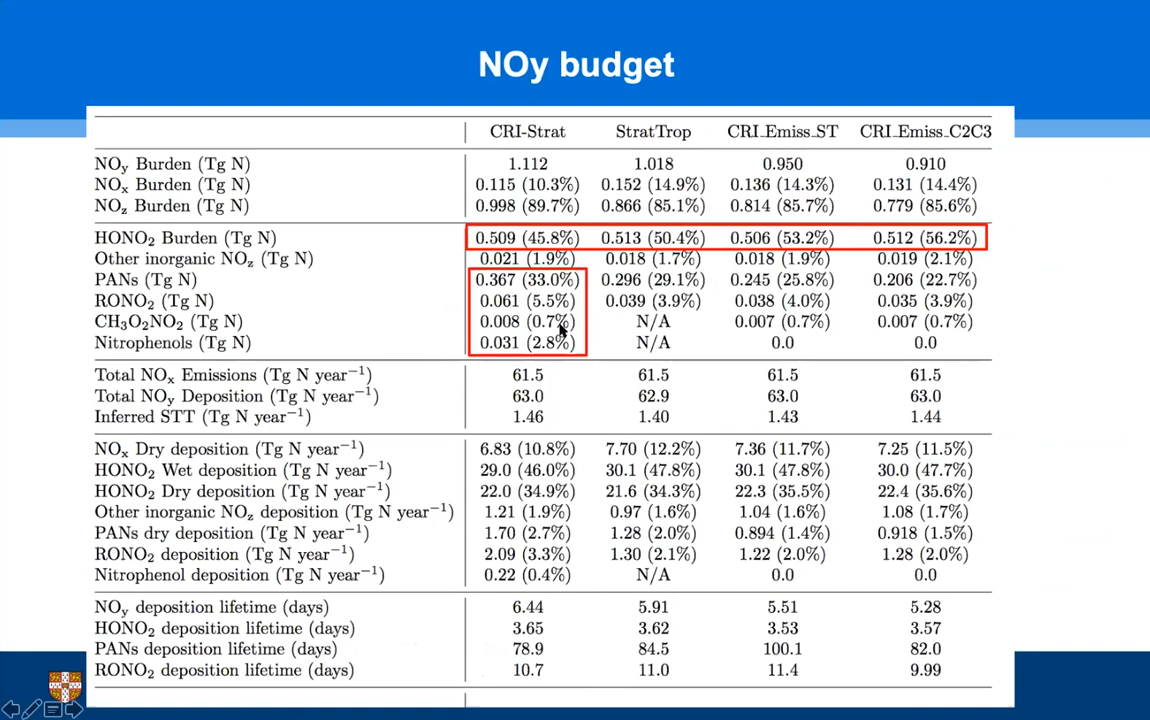 NOy budget
CRI-Strat StratTrop CRI_Emiss_ST CRI_Emiss_C2C3
NOy Burden (Tg N) 1.112 1.018 0.950 0.910
NOx Burden (Tg N) 0.115 (10.3%) 0.152 (14.9%) 0.136 (14.3%) 0.131 (14.4%)
NOz Burden (Tg N) 0.998 (89.7%) 0.866 (85.1%) 0.814 (85.7%) 0.779 (85.6%)
HONO₂ Burden (Tg N) 0.509 (45.8%) 0.513 (50.4%) 0.506 (53.2%) 0.512 (56.2%)
Other inorganic NOz (Tg N) 0.021 (1.9%) 0.018 (1.7%) 0.018 (1.9%) 0.019 (2.1%)
PANs (Tg N) 0.367 (33.0%) 0.296 (29.1%) 0.245 (25.8%) 0.206 (22.7%)
RONO₂ (Tg N) 0.061 (5.5%) 0.039 (3.9%) 0.038 (4.0%) 0.035 (3.9%)
CH₃O₂NO₂ (Tg N) 0.008 (0.7%) N/A 0.007 (0.7%) 0.007 (0.7%)
Nitrophenols (Tg N) 0.031 (2.8%) N/A 0.0 0.0
Total NOx Emissions (Tg N year⁻¹) 61.5 61.5 61.5 61.5
Total NOy Deposition (Tg N year⁻¹) 63.0 62.9 63.0 63.0
Inferred STT (Tg N year⁻¹) 1.46 1.40 1.43 1.44
NOx Dry deposition (Tg N year⁻¹) 6.83 (10.8%) 7.70 (12.2%) 7.36 (11.7%) 7.25 (11.5%)
HONO₂ Wet deposition (Tg N year⁻¹) 29.0 (46.0%) 30.1 (47.8%) 30.1 (47.8%) 30.0 (47.7%)
HONO₂ Dry deposition (Tg N year⁻¹) 22.0 (34.9%) 21.6 (34.3%) 22.3 (35.5%) 22.4 (35.6%)
Other inorganic NOz deposition (Tg N year⁻¹) 1.21 (1.9%) 0.97 (1.6%) 1.04 (1.6%) 1.08 (1.7%)
PANs dry deposition (Tg N year⁻¹) 1.70 (2.7%) 1.28 (2.0%) 0.894 (1.4%) 0.918 (1.5%)
RONO₂ deposition (Tg N year⁻¹) 2.09 (3.3%) 1.30 (2.1%) 1.22 (2.0%) 1.28 (2.0%)
Nitrophenol deposition (Tg N year⁻¹) 0.22 (0.4%) N/A 0.0 0.0
NOy deposition lifetime (days) 6.44 5.91 5.51 5.28
HONO₂ deposition lifetime (days) 3.65 3.62 3.53 3.57
PANs deposition lifetime (days) 78.9 84.5 100.1 82.0
RONO₂ deposition lifetime (days) 10.7 11.0 11.4 9.99